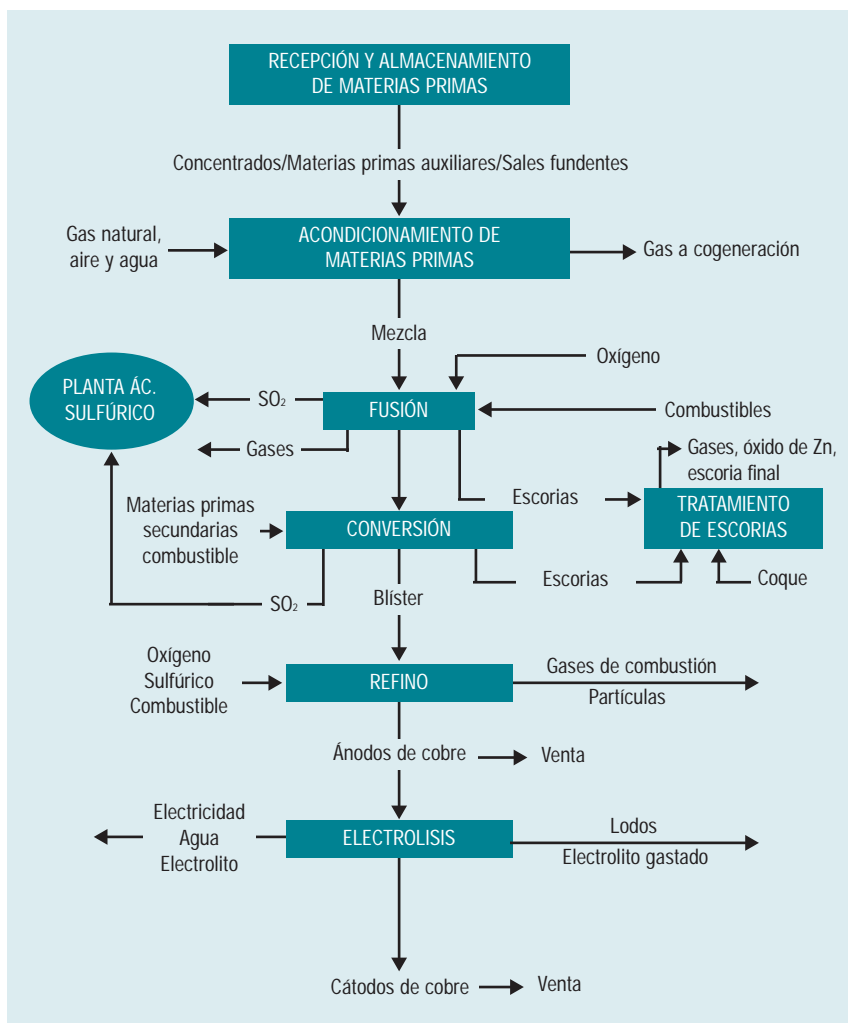 RECEPCIÓN Y ALMACENAMIENTO
DE MATERIAS PRIMAS
Concentrados/Materias primas auxiliares/Sales fundentes
Gas natural,
aire y agua
ACONDICIONAMIENTO DE
MATERIAS PRIMAS
Gas a cogeneración
Mezcla
Oxígeno
PLANTA ÁC.
SULFÚRICO
SO₂
FUSIÓN
Combustibles
Gases
Gases, óxido de Zn,
escoria final
Escorias
TRATAMIENTO
DE ESCORIAS
Materias primas
secundarias
combustible
CONVERSIÓN
Escorias
Coque
SO₂
Blíster
Oxígeno
Sulfúrico
Combustible
REFINO
Gases de combustión
Partículas
Ánodos de cobre
Venta
Electricidad
Agua
Electrolito
ELECTROLISIS
Lodos
Electrolito gastado
Cátodos de cobre
Venta